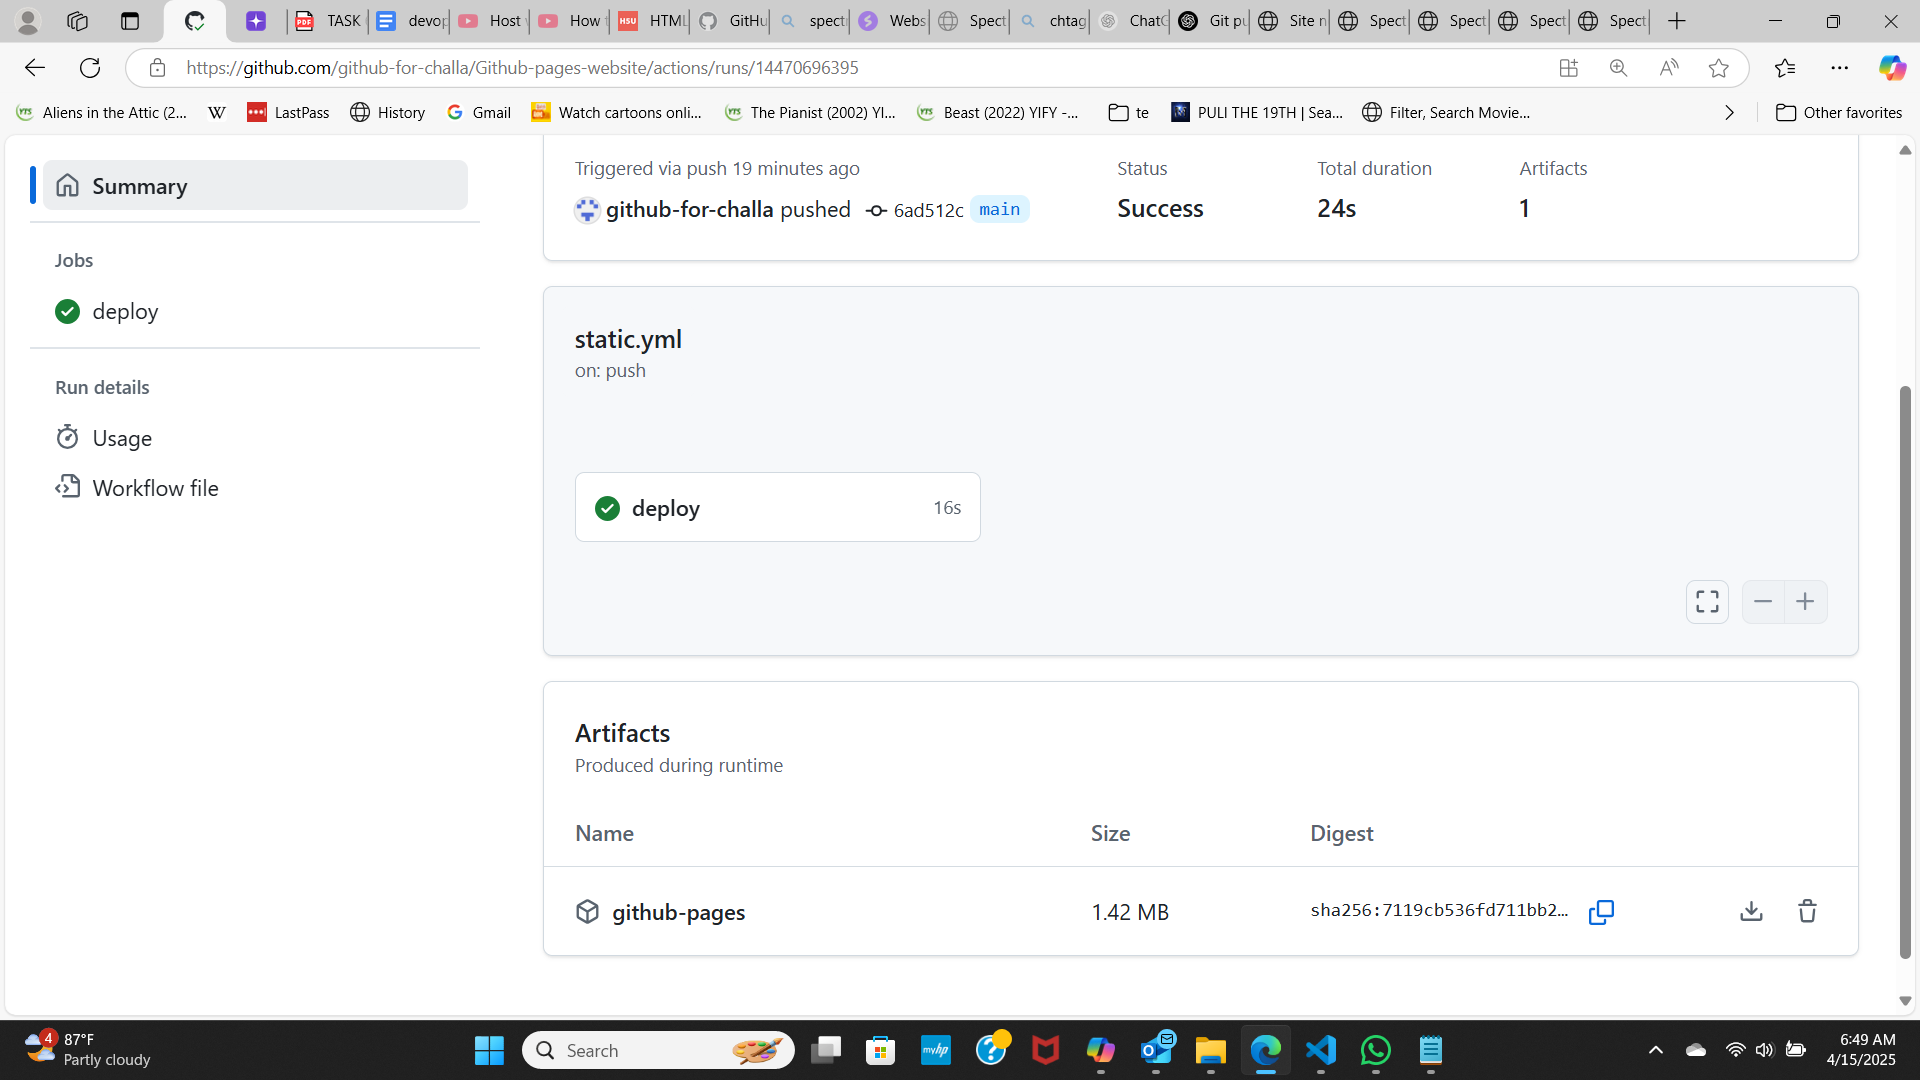 TASK
devop
Host
How
HTML
GitHu
spect
Webs
Spect
chtag
ChatG
Git pu
Site n
Spect
Spect
Spect
Spect
https://github.com/github-for-challa/Github-pages-website/actions/runs/14470696395
Aliens in the Attic (2...
W
LastPass
History
Gmail
Watch cartoons onli...
The Pianist (2002) YI...
Beast (2022) YIFY -...
te
PULI THE 19TH | Sea...
Filter, Search Movie...
Other favorites
Summary
Jobs
deploy
Run details
Usage
Workflow file
Triggered via push 19 minutes ago
Status
Total duration
Artifacts
github-for-challa pushed 6ad512c main
Success
24s
1
static.yml
on: push
deploy
16s
Artifacts
Produced during runtime
Name
Size
Digest
github-pages
1.42 MB
sha256:7119cb536fd711bb2...
4
87°F
Partly cloudy
Search
myhp
6:49 AM
4/15/2025